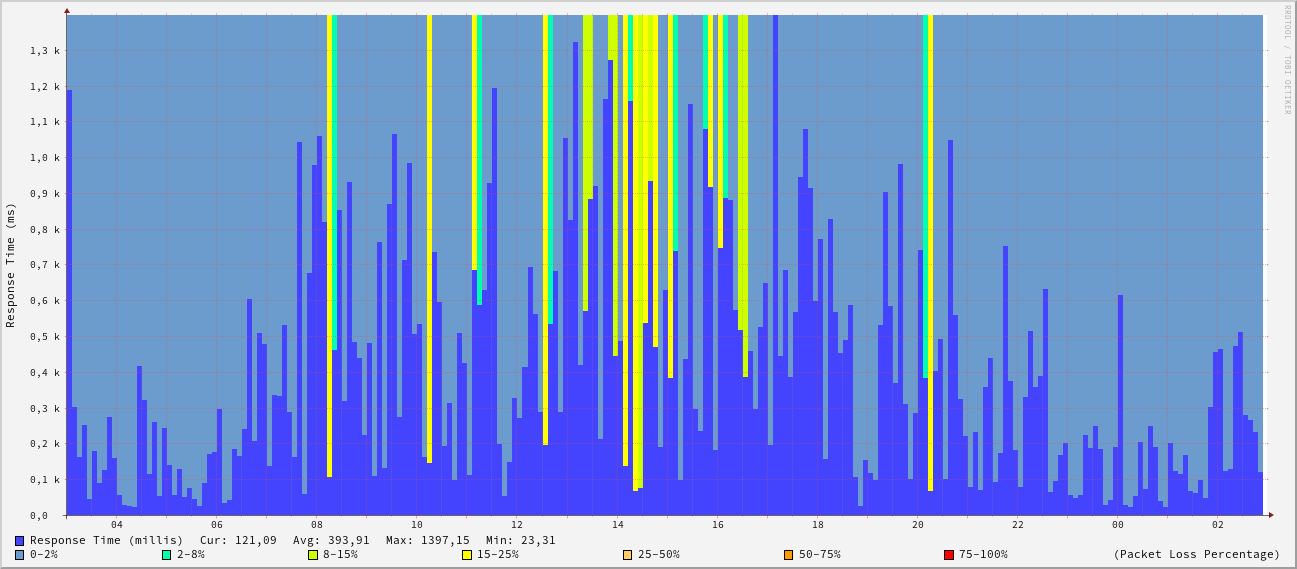 RRDTOOL / TOBI OETIKER
Response Time (ms)
1,3 k
1,2 k
1,1 k
1,0 k
0,9 k
0,8 k
0,7 k
0,6 k
0,5 k
0,4 k
0,3 k
0,2 k
0,1 k
0,0
04 06 08 10 12 14 16 18 20 22 00 02
Response Time (millis) Cur: 121,09 Avg: 393,91 Max: 1397,15 Min: 23,31
0-2% 2-8% 8-15% 15-25% 25-50% 50-75% 75-100% (Packet Loss Percentage)